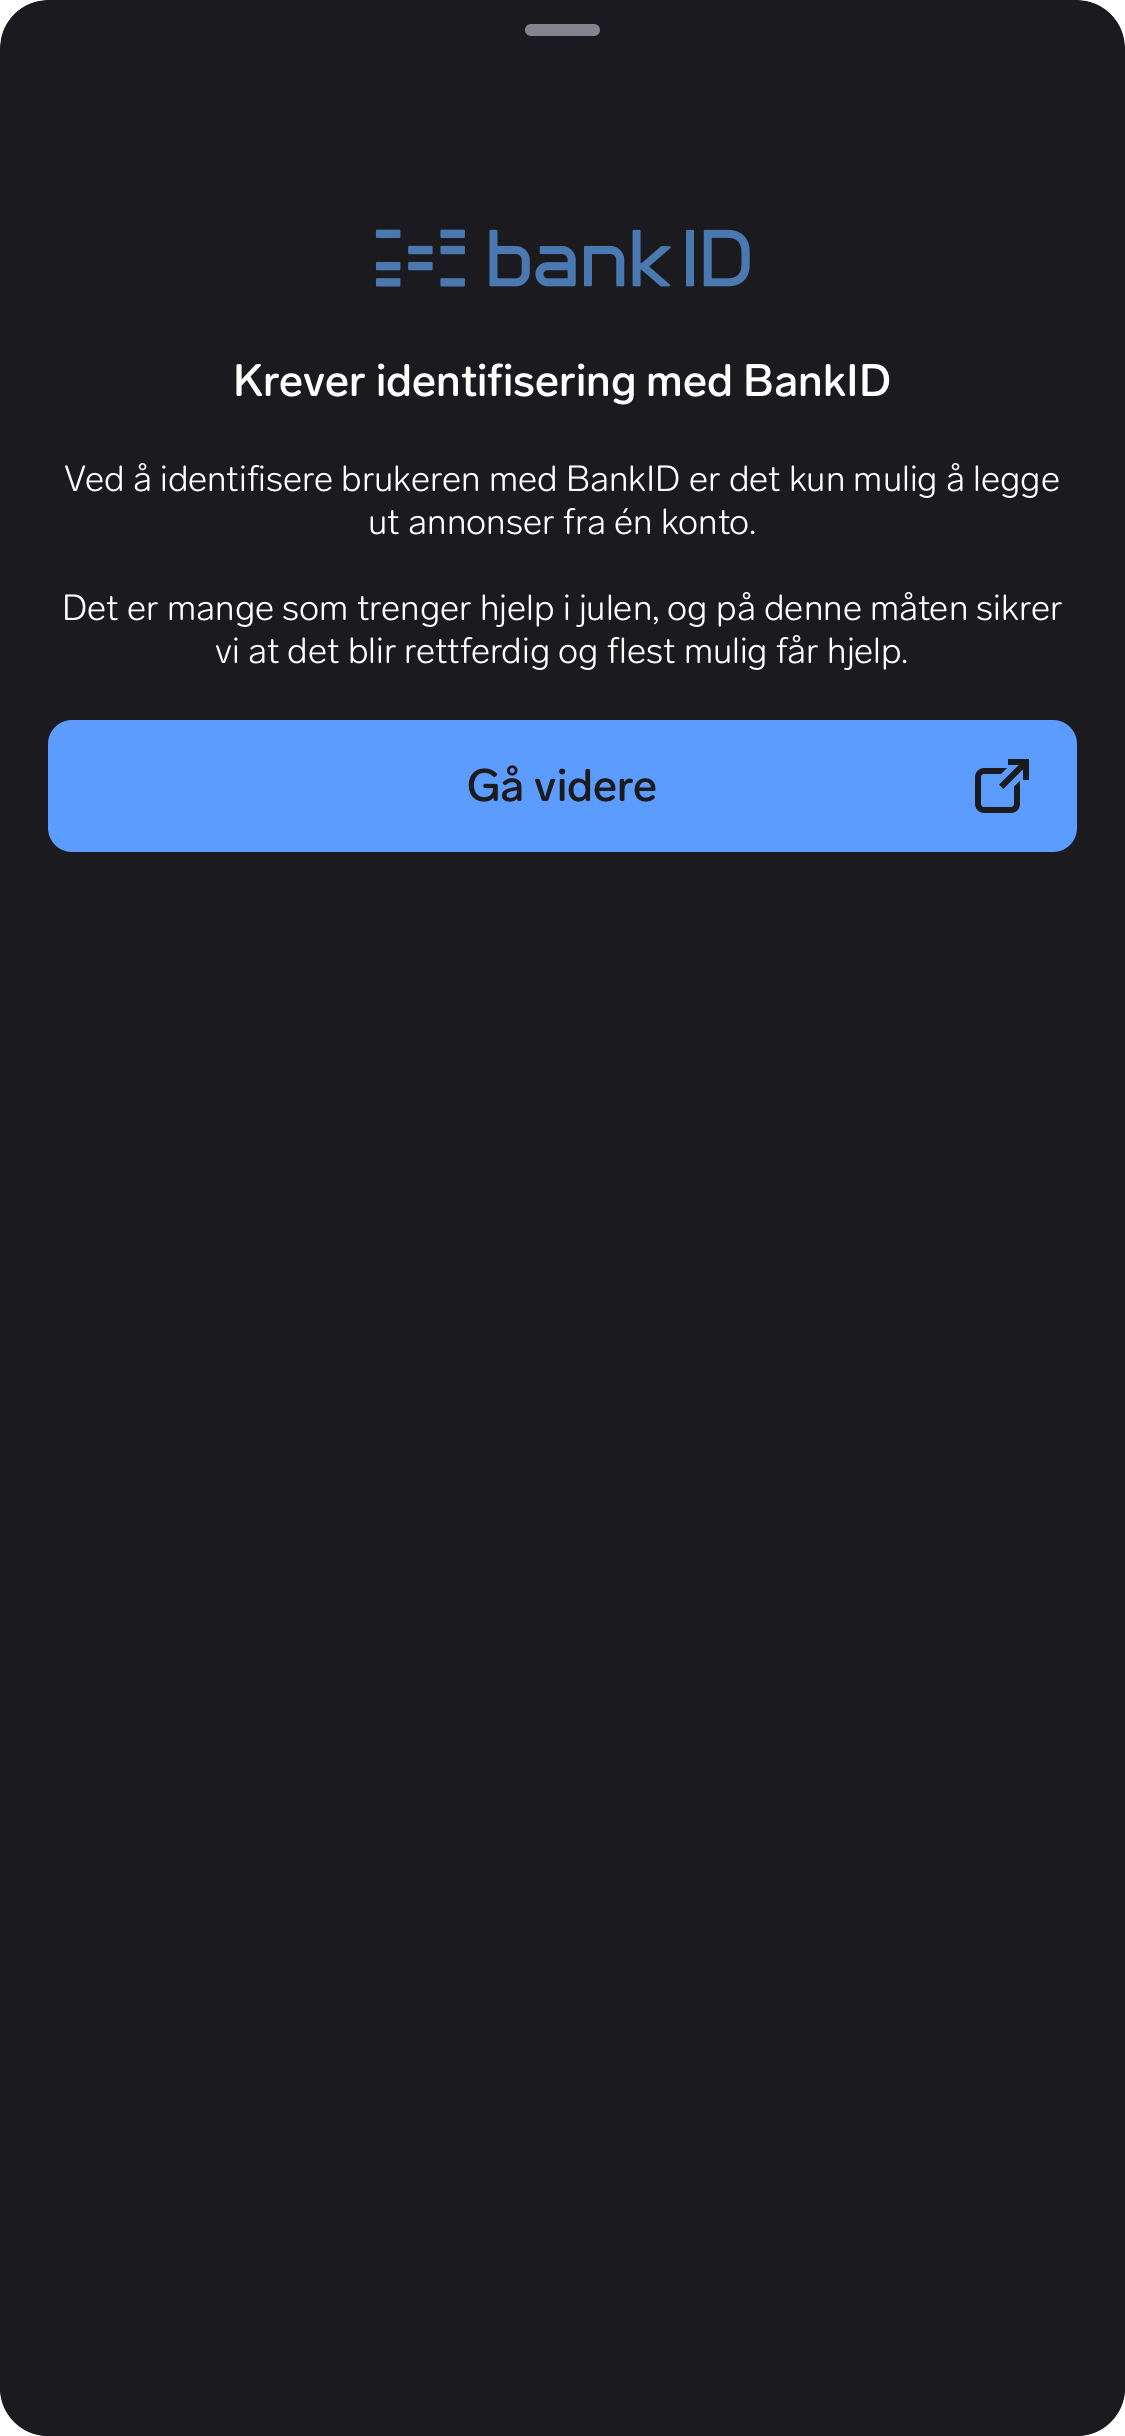 bankID
Krever identifisering med BankID
Ved å identifisere brukeren med BankID er det kun mulig å legge
ut annonser fra én konto.
Det er mange som trenger hjelp i julen, og på denne måten sikrer
vi at det blir rettferdig og flest mulig får hjelp.
Gå videre